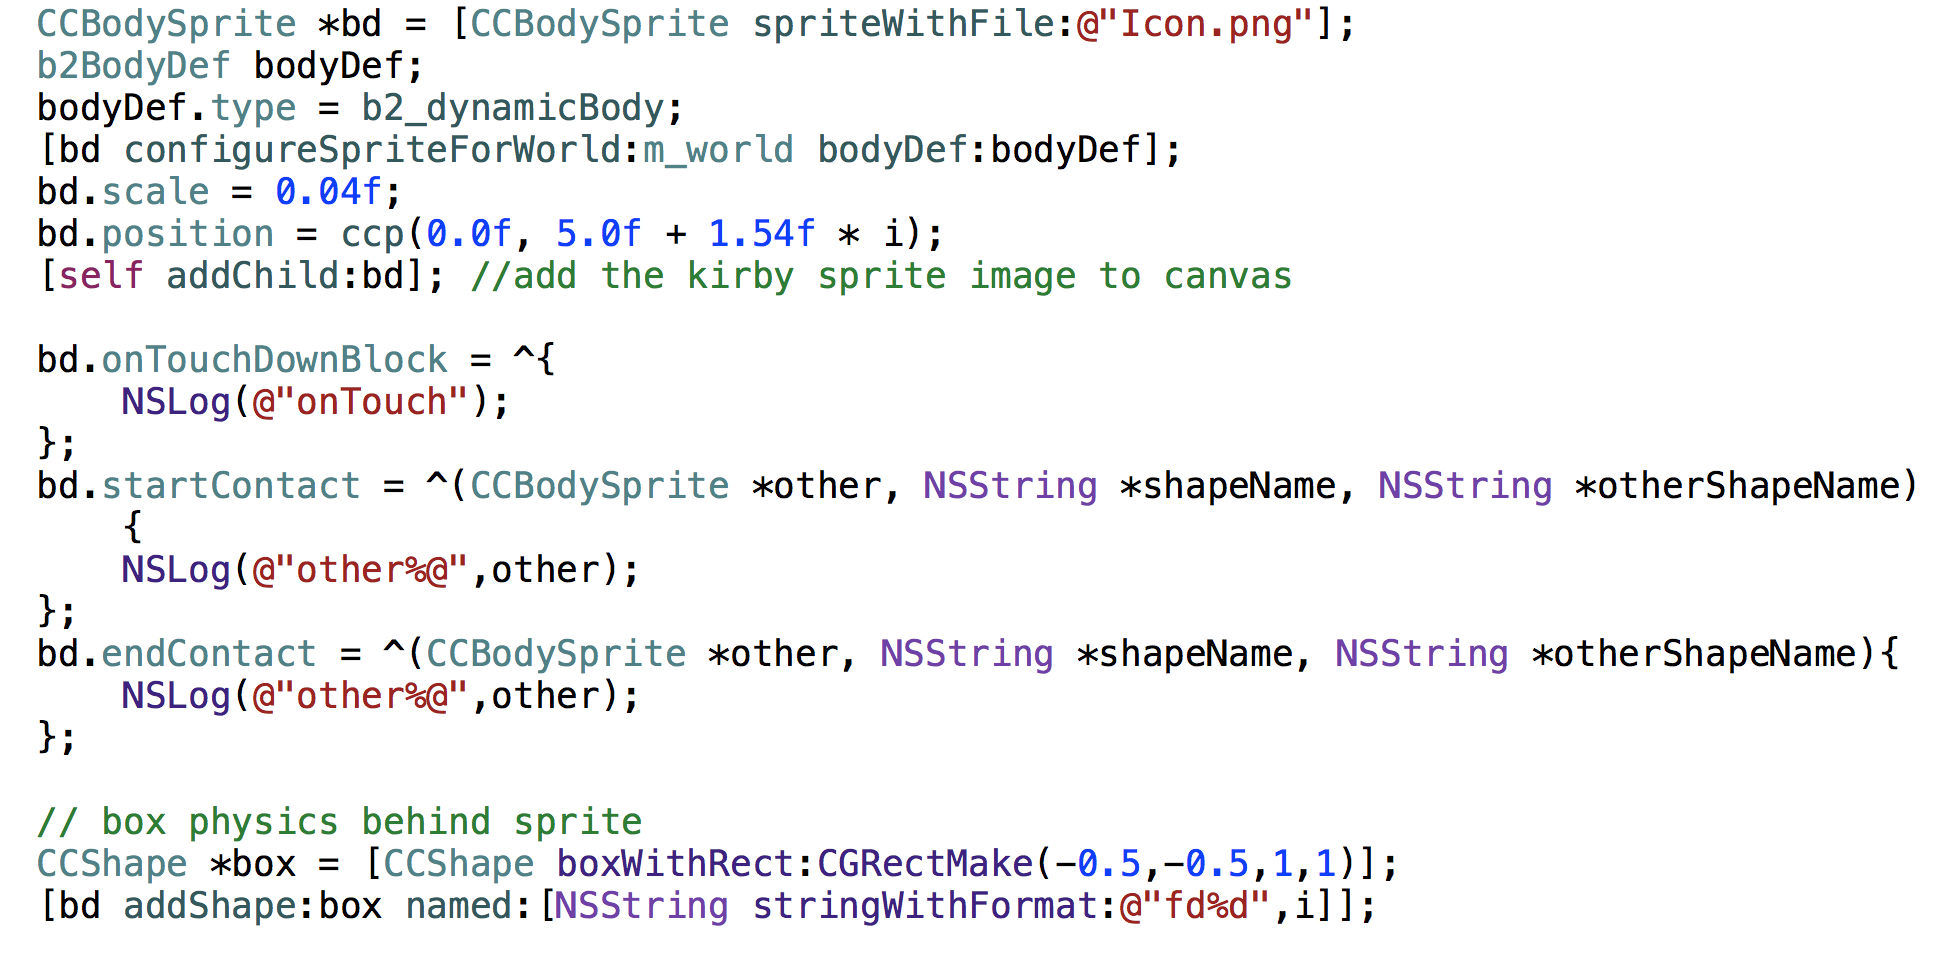 CCBodySprite *bd = [CCBodySprite spriteWithFile:@"Icon.png"];
b2BodyDef bodyDef;
bodyDef.type = b2_dynamicBody;
[bd configureSpriteForWorld:m_world bodyDef:bodyDef];
bd.scale = 0.04f;
bd.position = ccp(0.0f, 5.0f + 1.54f * i);
[self addChild:bd]; //add the kirby sprite image to canvas
bd.onTouchDownBlock = ^{
NSLog(@"onTouch");
};
bd.startContact = ^(CCBodySprite *other, NSString *shapeName, NSString *otherShapeName)
{
NSLog(@"other%@",other);
};
bd.endContact = ^(CCBodySprite *other, NSString *shapeName, NSString *otherShapeName){
NSLog(@"other%@",other);
};
// box physics behind sprite
CCShape *box = [CCShape boxWithRect:CGRectMake(-0.5,-0.5,1,1)];
[bd addShape:box named:[NSString stringWithFormat:@"fd%d",i]];